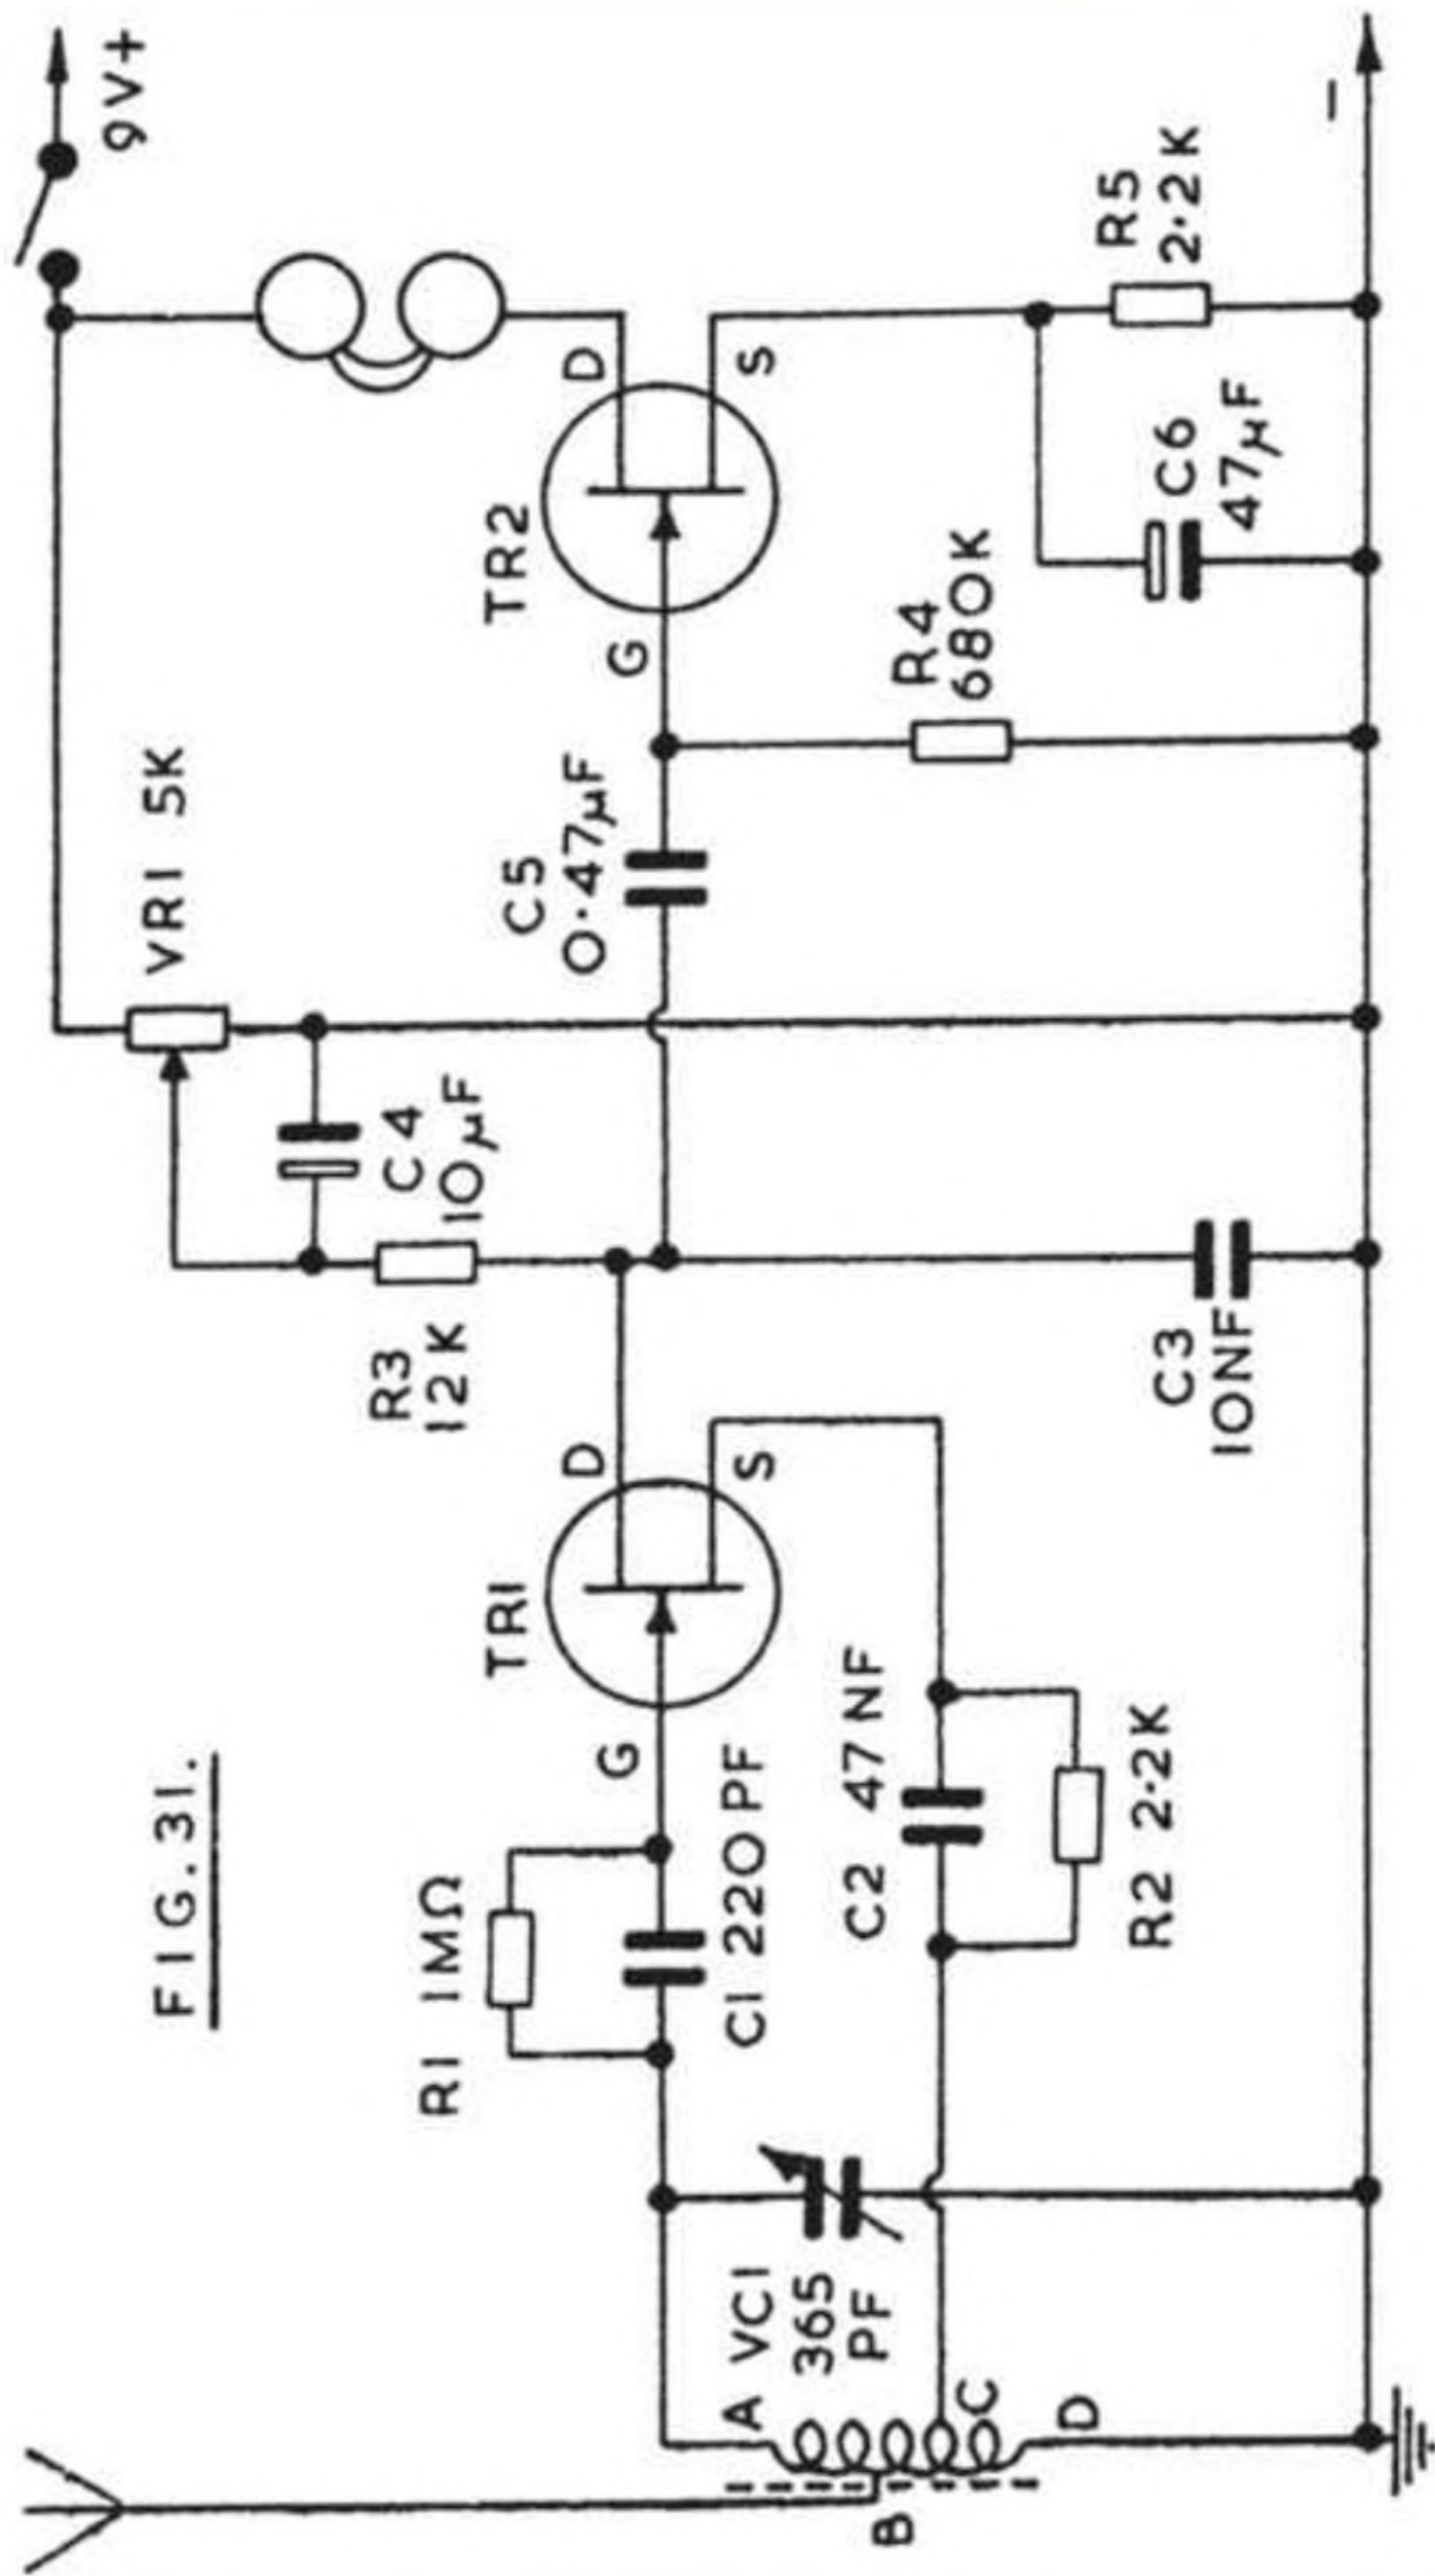 FIG.31.
9V+
VR1 5K
R3
12K
C4
10µF
TR1
D
S
G
R1 1MΩ
C1 220PF
C5
0.47µF
TR2
D
S
G
A
VC1
365
PF
B
C
D
C2 47NF
R2 2.2K
C3
10NF
R4
680K
C6
47µF
R5
2.2K
−